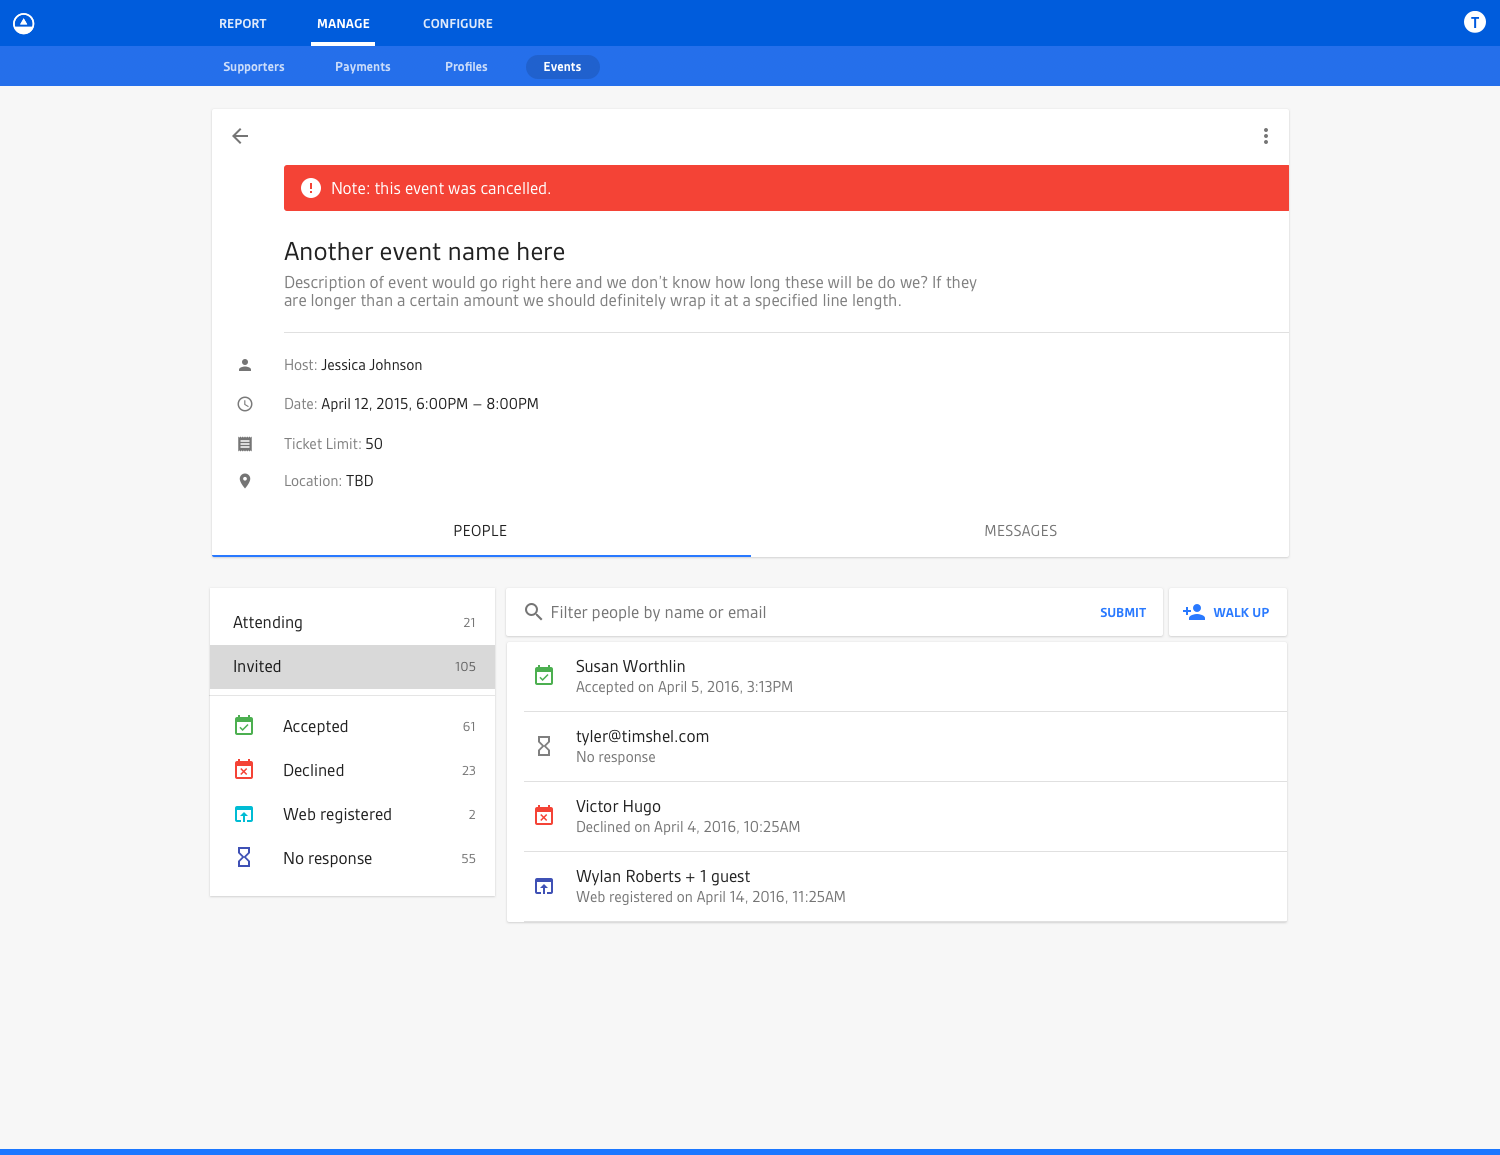 REPORT MANAGE CONFIGURE
T
Supporters Payments Profiles Events
Note: this event was cancelled.
Another event name here
Description of event would go right here and we don't know how long these will be do we? If they
are longer than a certain amount we should definitely wrap it at a specified line length.
Host: Jessica Johnson
Date: April 12, 2015, 6:00PM – 8:00PM
Ticket Limit: 50
Location: TBD
PEOPLE MESSAGES
Attending 21
Invited 105
Accepted 61
Declined 23
Web registered 2
No response 55
Filter people by name or email SUBMIT
WALK UP
Susan Worthlin
Accepted on April 5, 2016, 3:13PM
tyler@timshel.com
No response
Victor Hugo
Declined on April 4, 2016, 10:25AM
Wylan Roberts + 1 guest
Web registered on April 14, 2016, 11:25AM